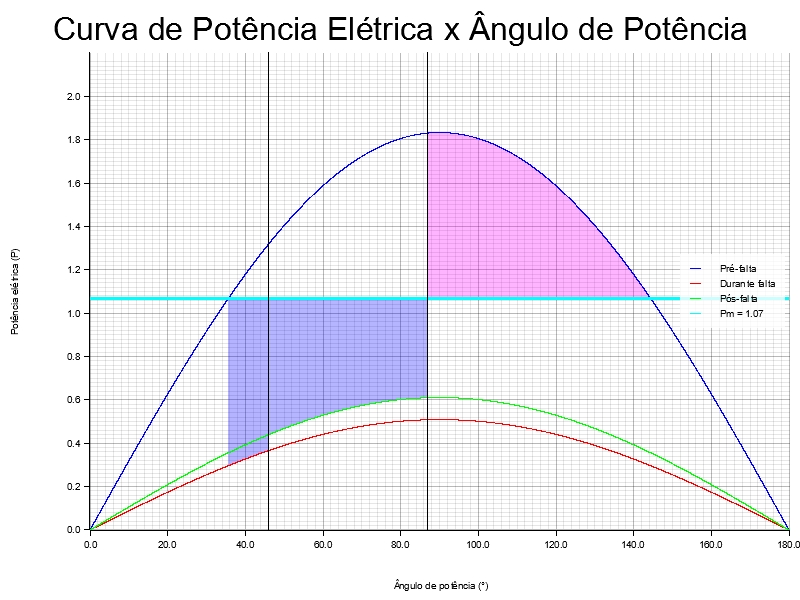 Curva de Potência Elétrica x Ângulo de Potência
Potência elétrica (P)
2.0
1.8
1.6
1.4
1.2
1.0
0.8
0.6
0.4
0.2
0.0
0.0 20.0 40.0 60.0 80.0 100.0 120.0 140.0 160.0 180.0
Ângulo de potência (°)
Pré-falta
Durante falta
Pós-falta
Pm = 1.07